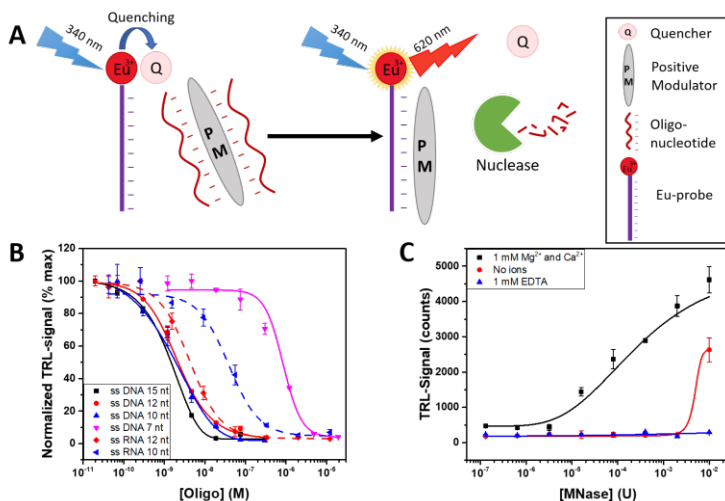 A
Quenching
340 nm
Eu3+
Q
P
M
340 nm
Eu3+
620 nm
Q
P
M
Nuclease
Q
Quencher
P
M
Positive
Modulator
Oligo-
nucleotide
Eu3+
Eu-probe
B
Normalized TRL-signal (% max)
120
100
80
60
40
20
0
ss DNA 15 nt
ss DNA 12 nt
ss DNA 10 nt
ss DNA 7 nt
ss RNA 12 nt
ss RNA 10 nt
10-11 10-10 10-9 10-8 10-7 10-6 10-5
[Oligo] (M)
C
1 mM Mg2+ and Ca2+
No ions
1 mM EDTA
TRL-Signal (counts)
5000
4000
3000
2000
1000
0
10-7 10-6 10-5 10-4 10-3 10-2
[MNase] (U)